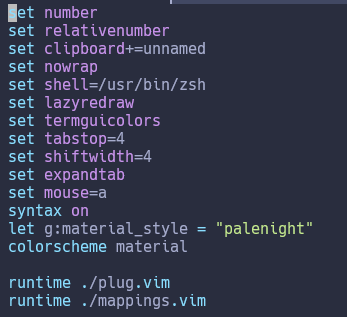 set number
set relativenumber
set clipboard+=unnamed
set nowrap
set shell=/usr/bin/zsh
set lazyredraw
set termguicolors
set tabstop=4
set shiftwidth=4
set expandtab
set mouse=a
syntax on
let g:material_style = "palenight"
colorscheme material

runtime ./plug.vim
runtime ./mappings.vim